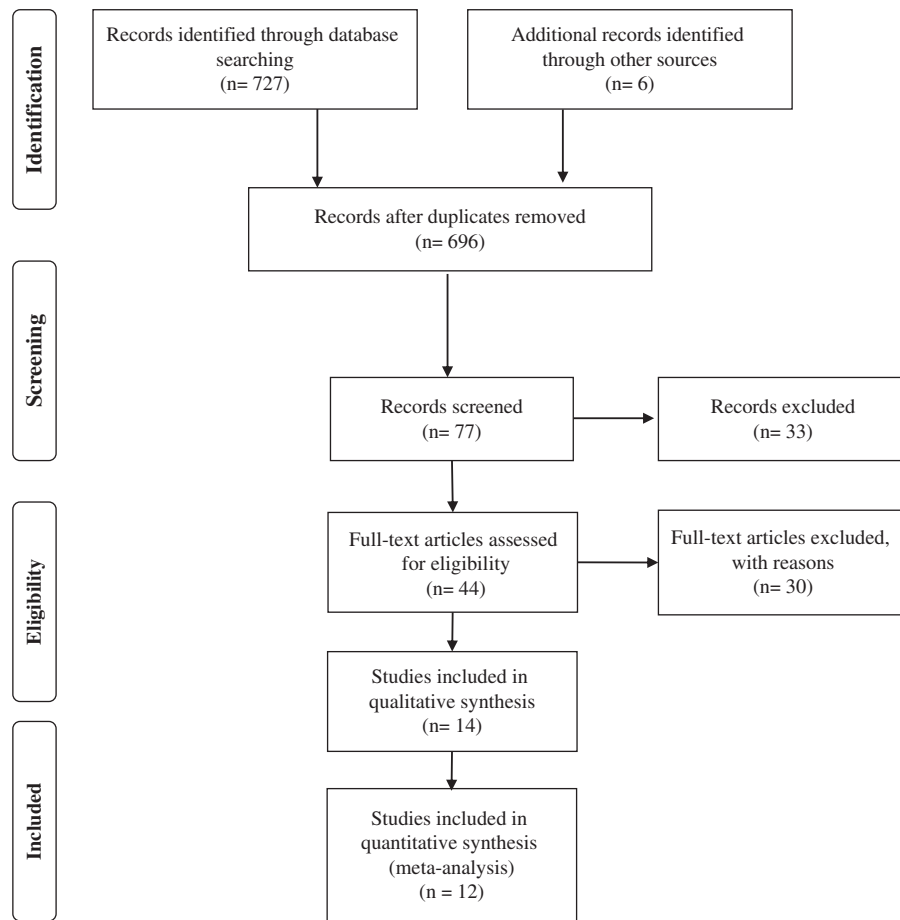 Identification
Records identified through database
searching
(n= 727)
Additional records identified
through other sources
(n= 6)
Records after duplicates removed
(n= 696)
Screening
Records screened
(n= 77)
Records excluded
(n= 33)
Eligibility
Full-text articles assessed
for eligibility
(n= 44)
Full-text articles excluded,
with reasons
(n= 30)
Studies included in
qualitative synthesis
(n= 14)
Included
Studies included in
quantitative synthesis
(meta-analysis)
(n = 12)